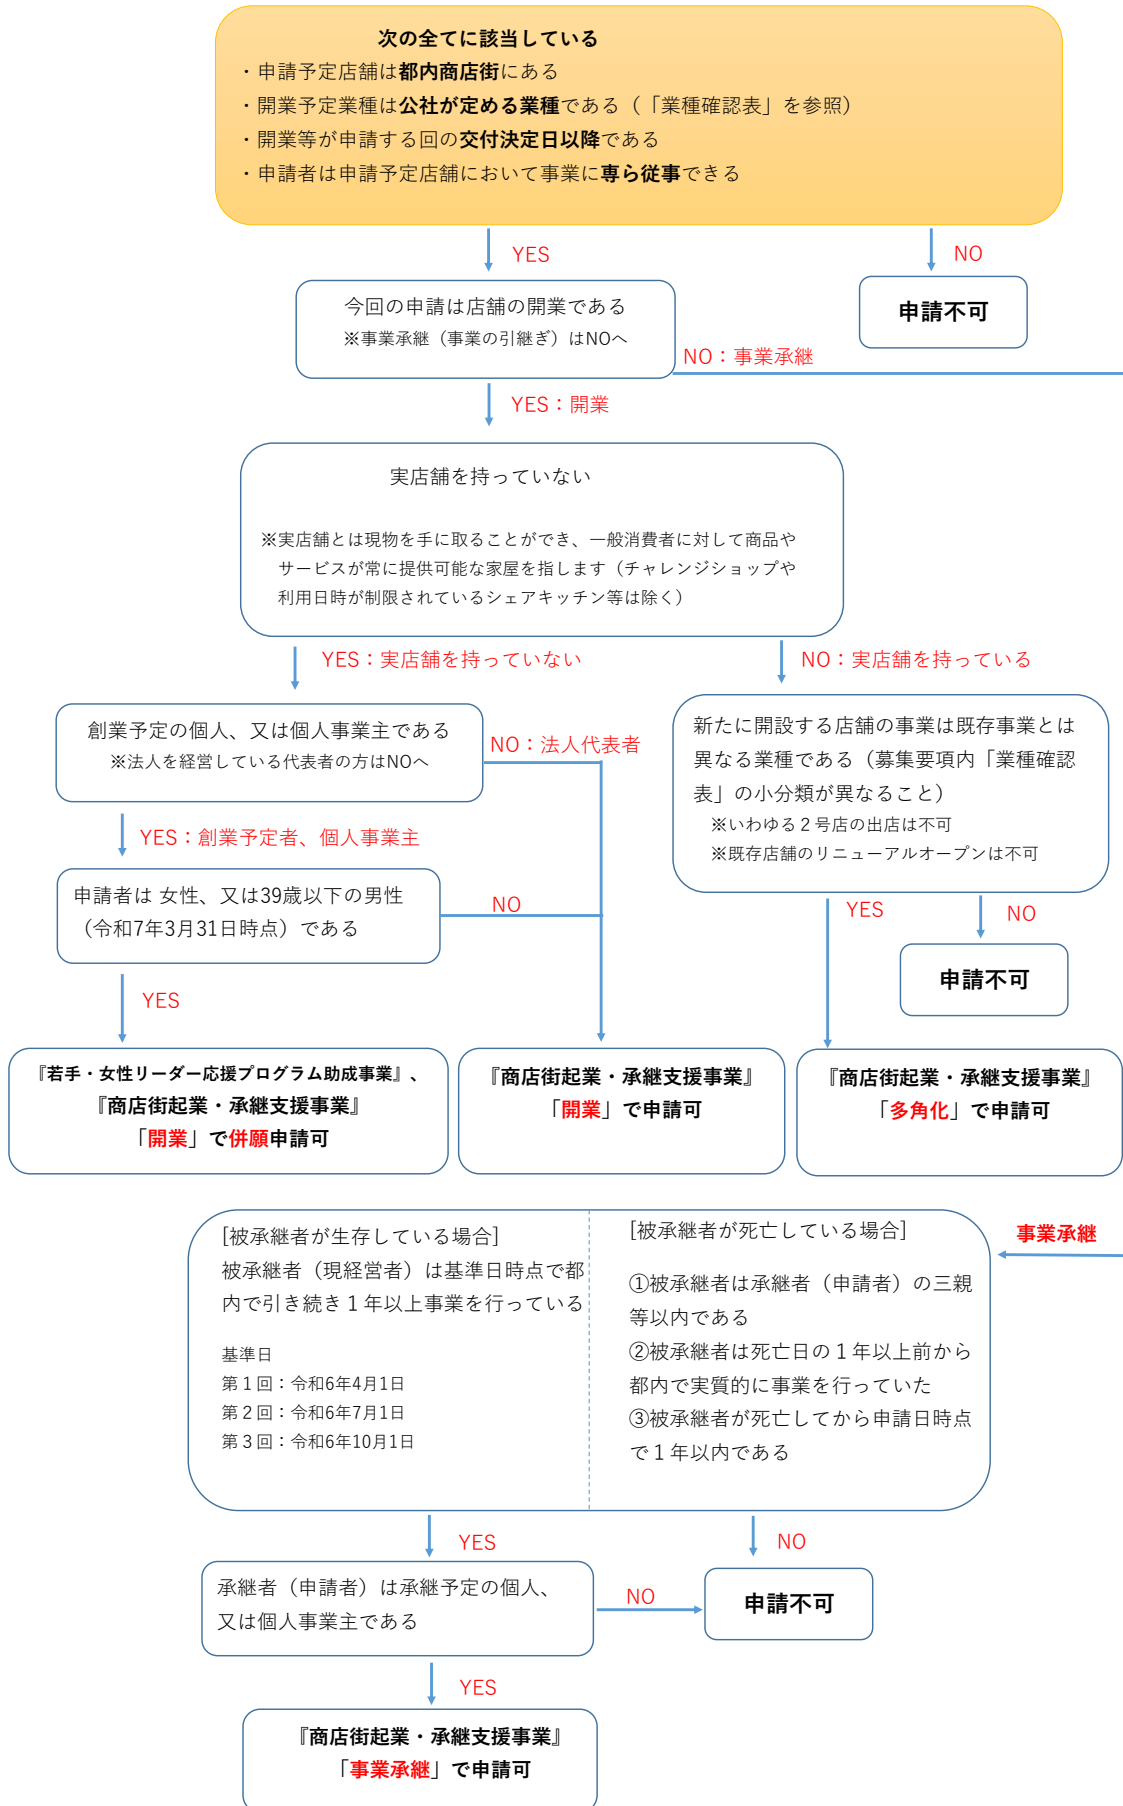 次の全てに該当している
・申請予定店舗は都内商店街にある
・開業予定業種は公社が定める業種である（「業種確認表」を参照）
・開業等が申請する回の交付決定日以降である
・申請者は申請予定店舗において事業に専ら従事できる
YES
NO
今回の申請は店舗の開業である
※事業承継（事業の引継ぎ）はNOへ
申請不可
NO：事業承継
YES：開業
実店舗を持っていない
※実店舗とは現物を手に取ることができ、一般消費者に対して商品や
サービスが常に提供可能な家屋を指します（チャレンジショップや
利用日時が制限されているシェアキッチン等は除く）
YES：実店舗を持っていない
NO：実店舗を持っている
創業予定の個人、又は個人事業主である
※法人を経営している代表者の方はNOへ
NO：法人代表者
新たに開設する店舗の事業は既存事業とは
異なる業種である（募集要項内「業種確認
表」の小分類が異なること）
※いわゆる２号店の出店は不可
※既存店舗のリニューアルオープンは不可
YES：創業予定者、個人事業主
申請者は 女性、又は39歳以下の男性
（令和7年3月31日時点）である
NO
YES
NO
申請不可
YES
『若手・女性リーダー応援プログラム助成事業』、
『商店街起業・承継支援事業』
「開業」で併願申請可
『商店街起業・承継支援事業』
「開業」で申請可
『商店街起業・承継支援事業』
「多角化」で申請可
事業承継
[被承継者が生存している場合]
被承継者（現経営者）は基準日時点で都
内で引き続き１年以上事業を行っている
基準日
第１回：令和6年4月1日
第２回：令和6年7月1日
第３回：令和6年10月1日
[被承継者が死亡している場合]
①被承継者は承継者（申請者）の三親
等以内である
②被承継者は死亡日の１年以上前から
都内で実質的に事業を行っていた
③被承継者が死亡してから申請日時点
で１年以内である
YES
NO
承継者（申請者）は承継予定の個人、
又は個人事業主である
NO
申請不可
YES
『商店街起業・承継支援事業』
「事業承継」で申請可